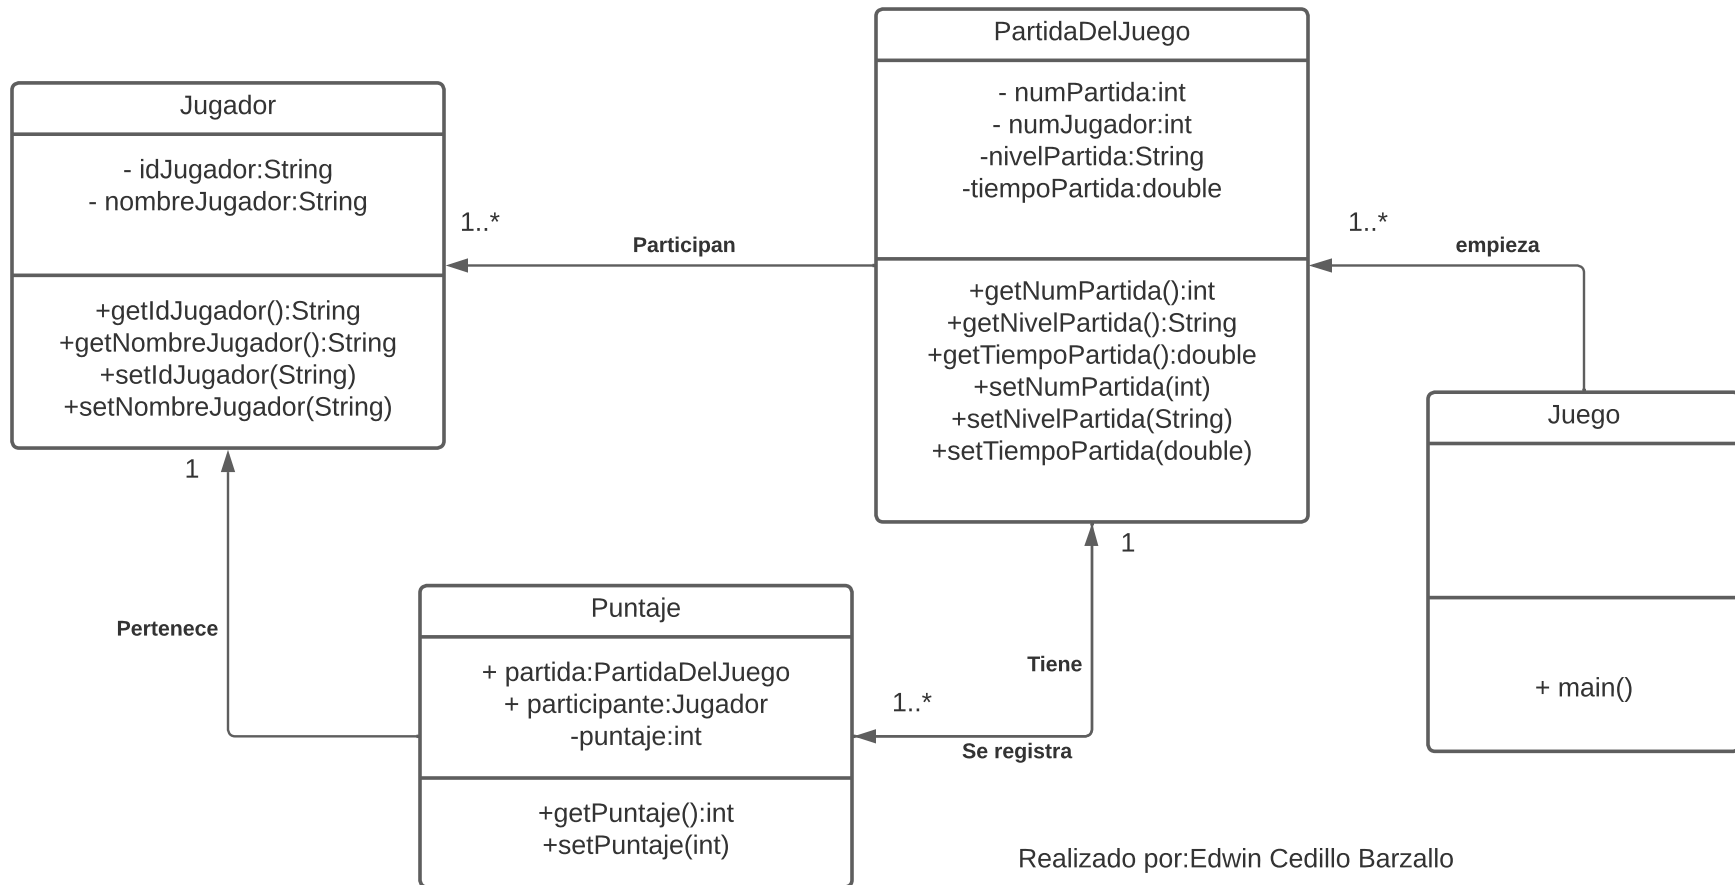 PartidaDelJuego
- numPartida:int
- numJugador:int
-nivelPartida:String
-tiempoPartida:double
+getNumPartida():int
+getNivelPartida():String
+getTiempoPartida():double
+setNumPartida(int)
+setNivelPartida(String)
+setTiempoPartida(double)
Jugador
- idJugador:String
- nombreJugador:String
+getIdJugador():String
+getNombreJugador():String
+setIdJugador(String)
+setNombreJugador(String)
1..*
Participan
1..*
empieza
Juego
+ main()
1
Pertenece
1
Tiene
1..*
Se registra
Puntaje
+ partida:PartidaDelJuego
+ participante:Jugador
-puntaje:int
+getPuntaje():int
+setPuntaje(int)
Realizado por:Edwin Cedillo Barzallo